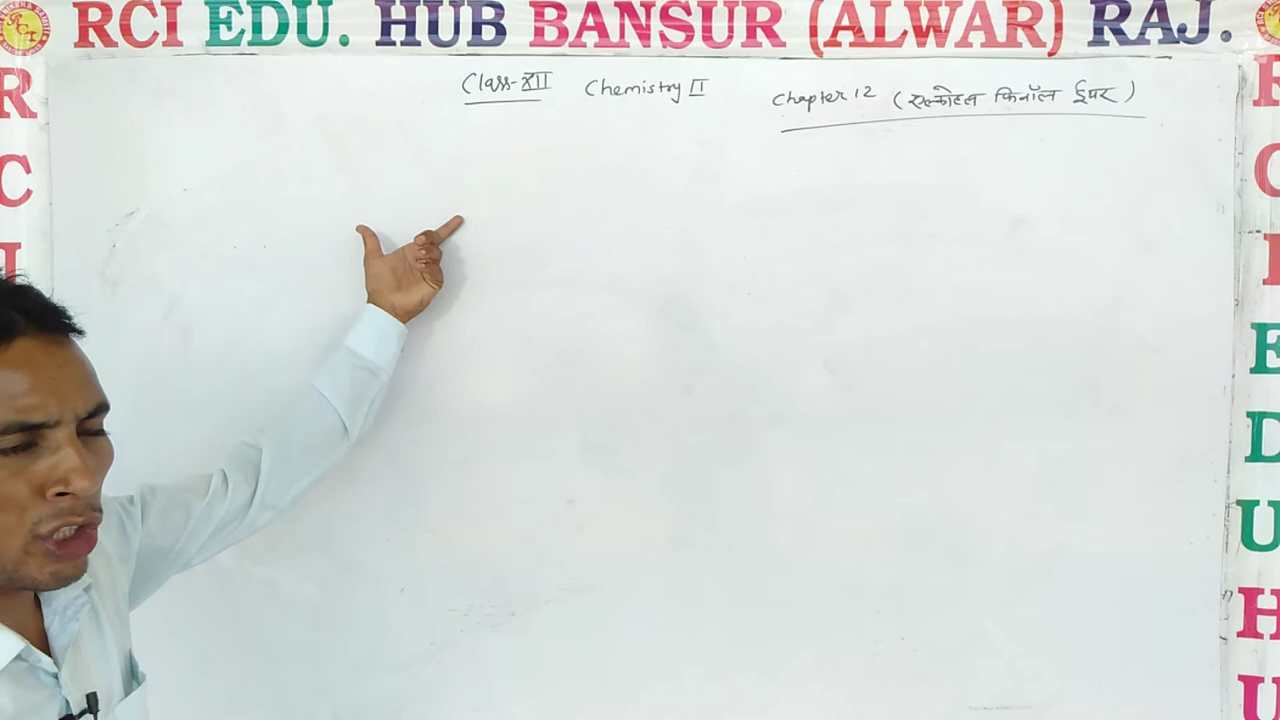 RCI EDU. HUB BANSUR (ALWAR) RAJ.
Class-XII Chemistry II Chapter 12 (एल्कोहल फिनॉल ईथर)
R
C
I
R
C
I
E
D
U
H
U